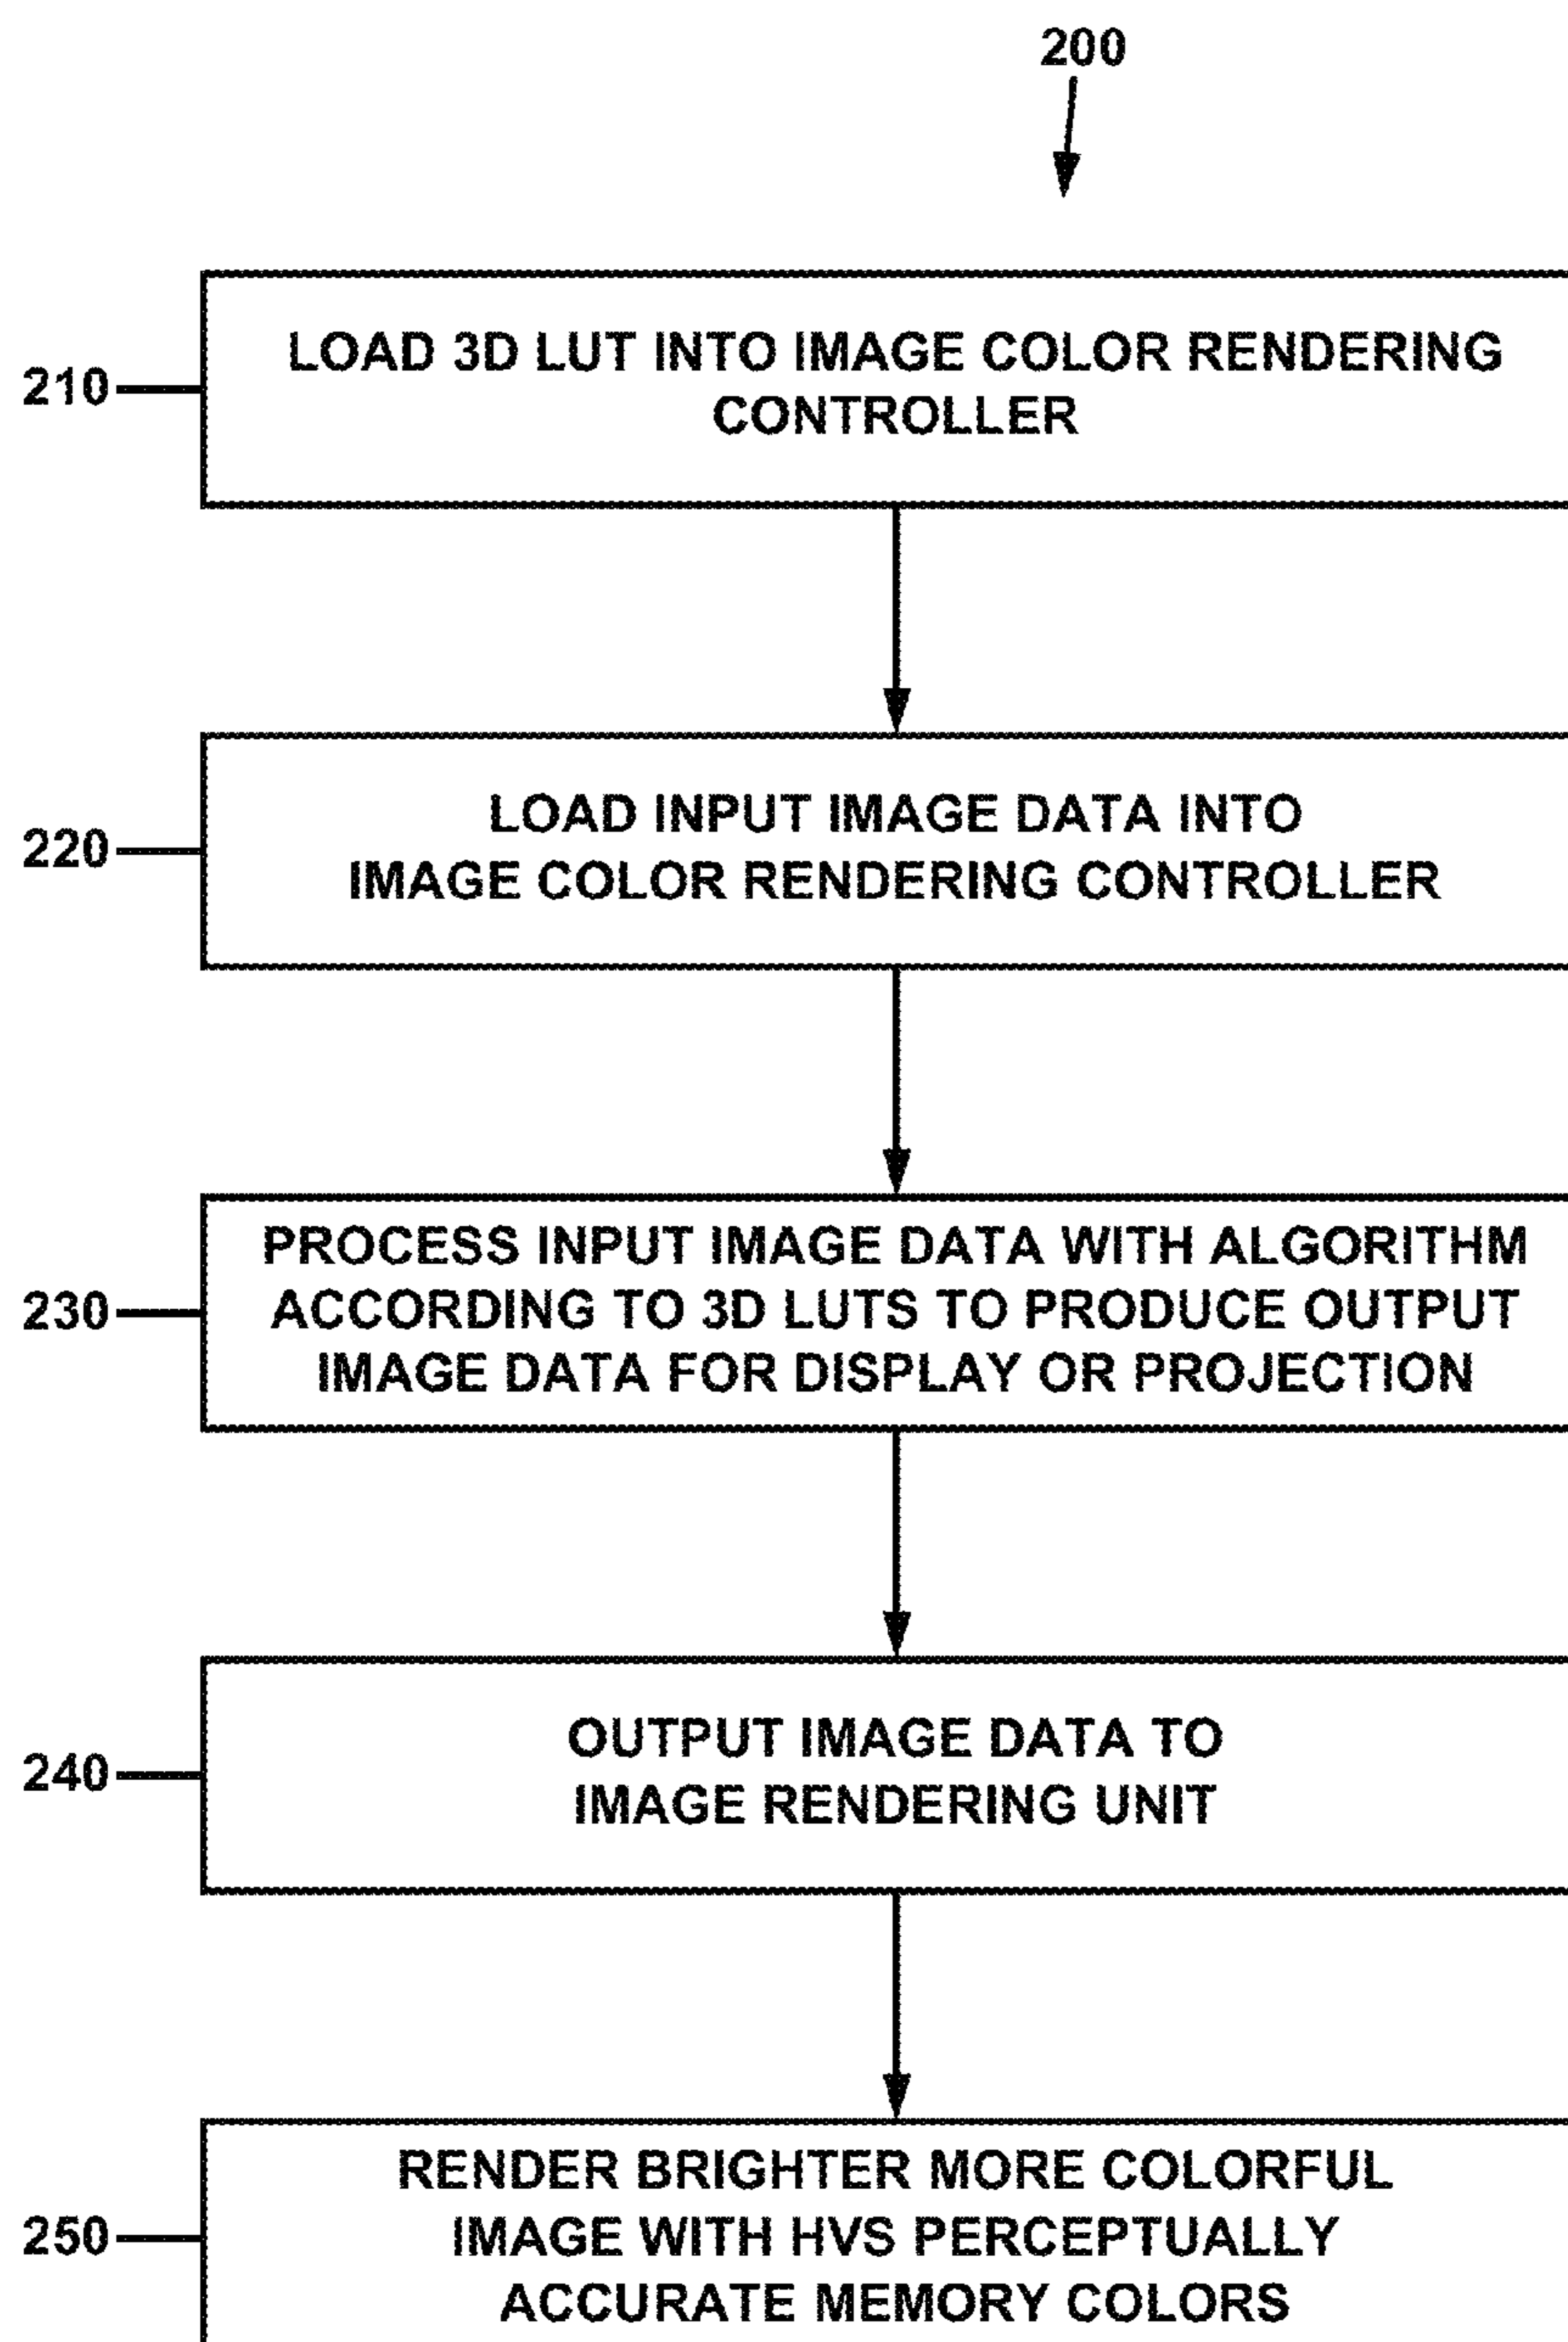 200
210
LOAD 3D LUT INTO IMAGE COLOR RENDERING
CONTROLLER
220
LOAD INPUT IMAGE DATA INTO
IMAGE COLOR RENDERING CONTROLLER
230
PROCESS INPUT IMAGE DATA WITH ALGORITHM
ACCORDING TO 3D LUTS TO PRODUCE OUTPUT
IMAGE DATA FOR DISPLAY OR PROJECTION
240
OUTPUT IMAGE DATA TO
IMAGE RENDERING UNIT
250
RENDER BRIGHTER MORE COLORFUL
IMAGE WITH HVS PERCEPTUALLY
ACCURATE MEMORY COLORS